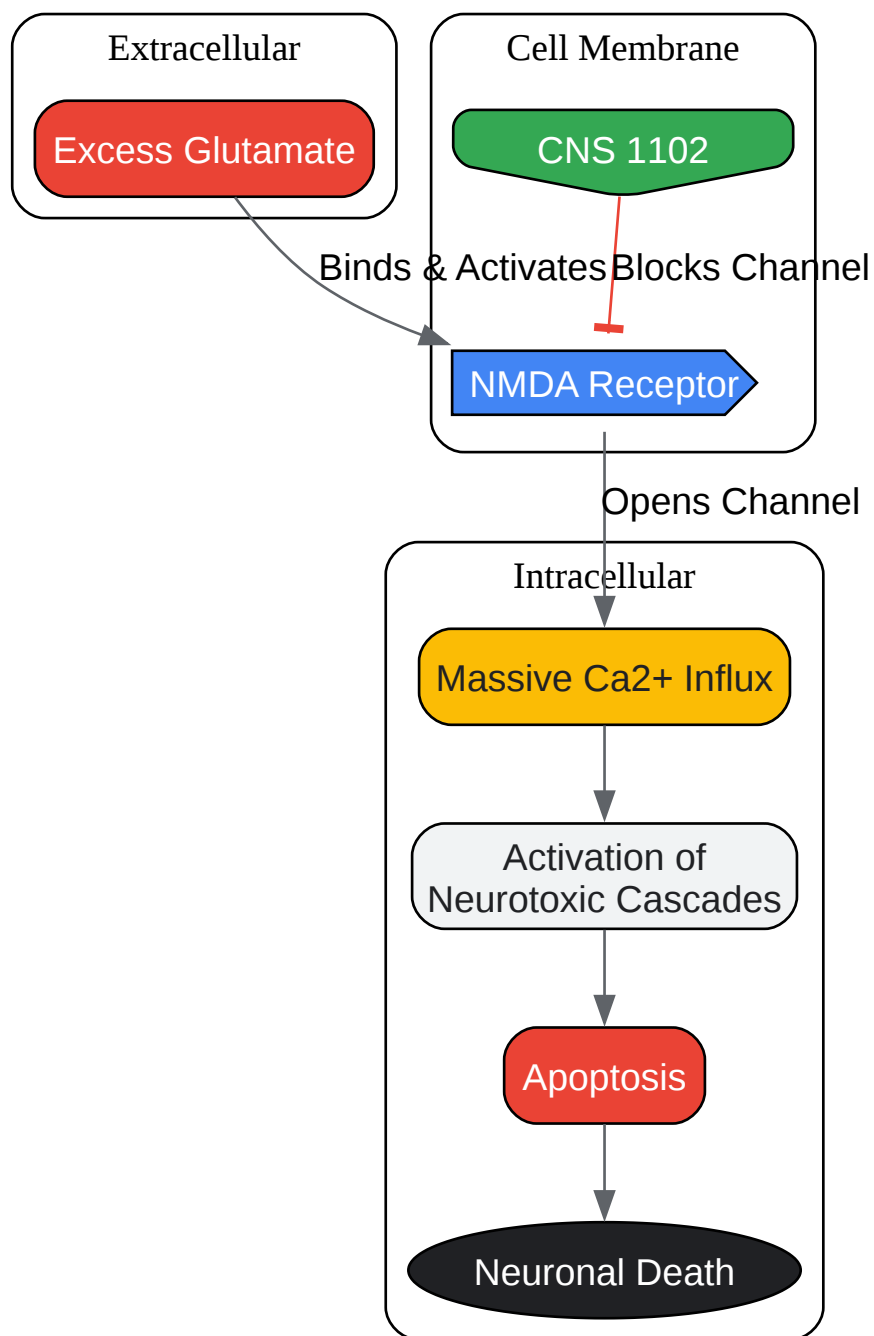 Extracellular
Cell Membrane
Excess Glutamate
CNS 1102
Binds & Activates
Blocks Channel
NMDA Receptor
Opens Channel
Intracellular
Massive Ca2+ Influx
Activation of
Neurotoxic Cascades
Apoptosis
Neuronal Death